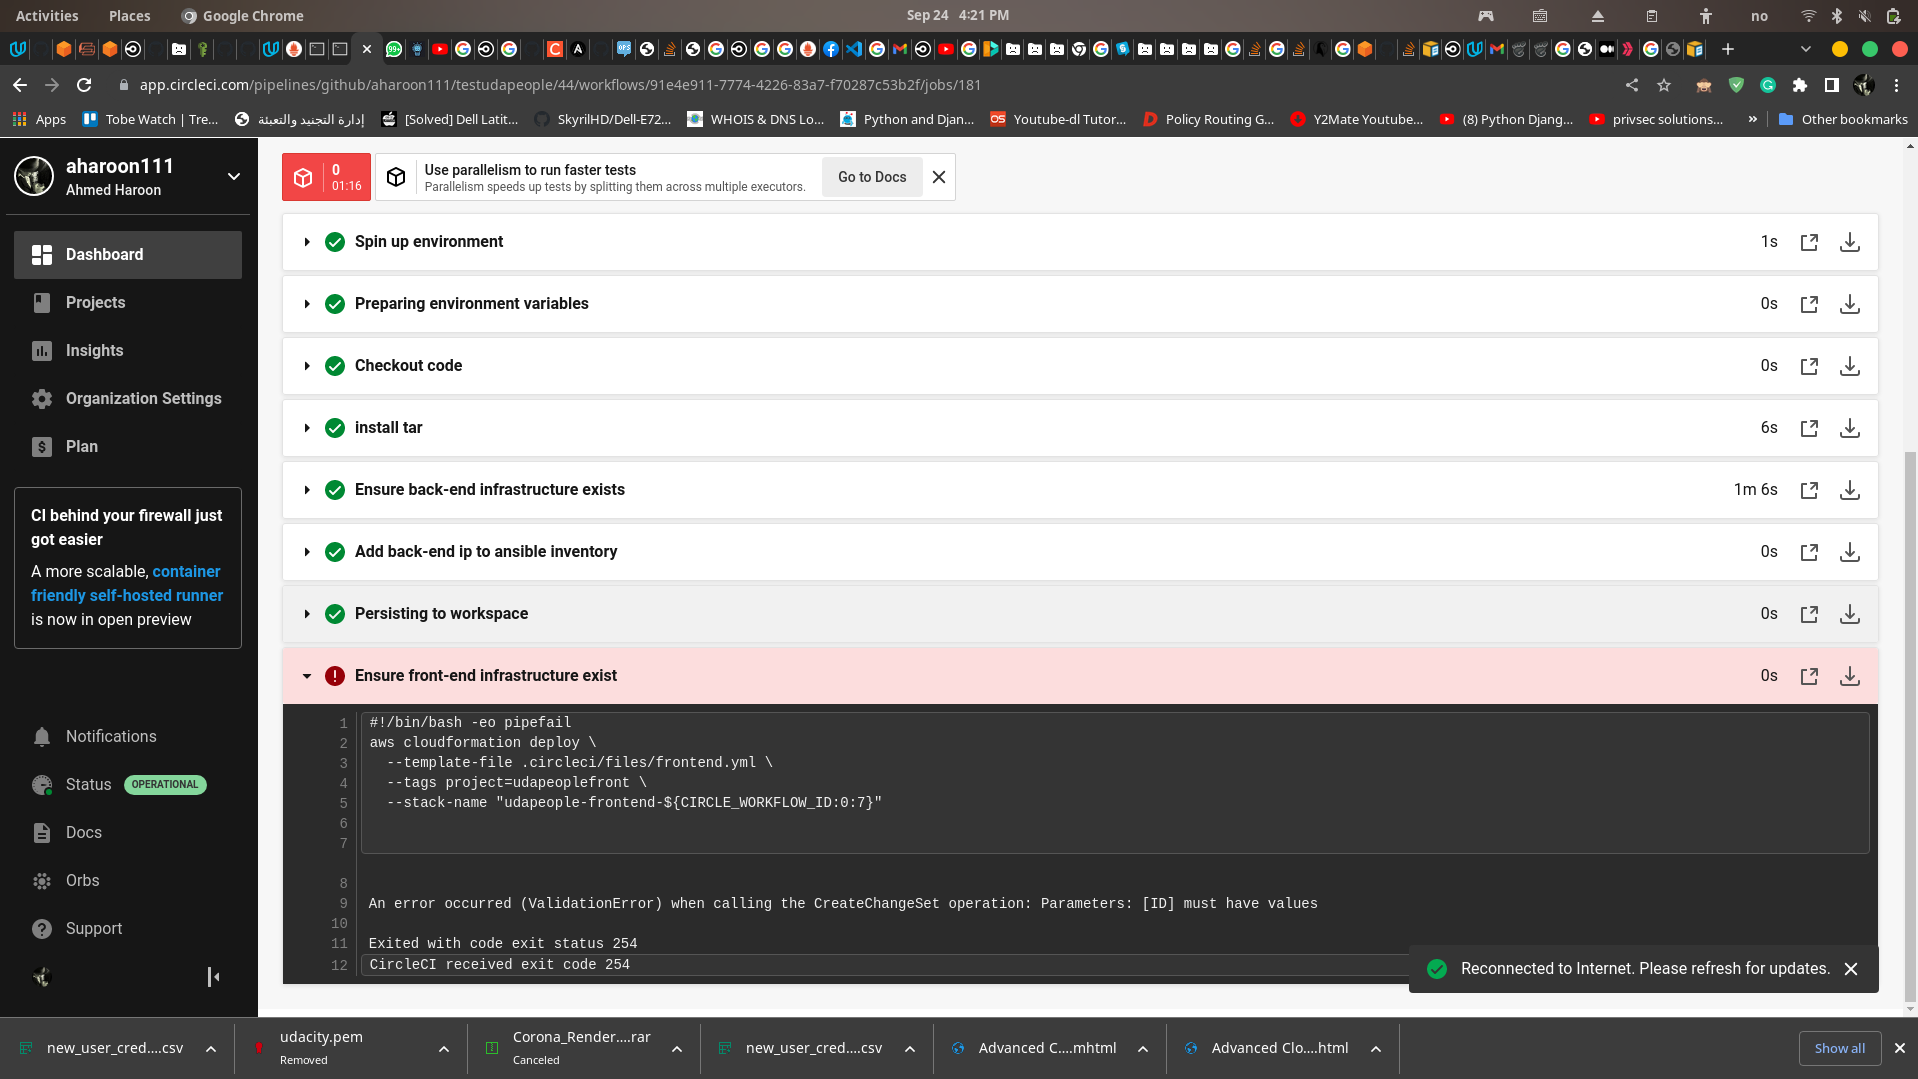 Activities Places Google Chrome Sep 24 4:21 PM no
app.circleci.com/pipelines/github/aharoon111/testudapeople/44/workflows/91e4e911-7774-4226-83a7-f70287c53b2f/jobs/181
Apps Tobe Watch | Tre... إدارة التجنيد والتعبئة [Solved] Dell Latit... SkyrilHD/Dell-E72... WHOIS & DNS Lo... Python and Djan... Youtube-dl Tutor... Policy Routing G... Y2Mate Youtube... (8) Python Djang... privsec solutions... » Other bookmarks
aharoon111
Ahmed Haroon
Dashboard
Projects
Insights
Organization Settings
Plan
CI behind your firewall just
got easier
A more scalable, container
friendly self-hosted runner
is now in open preview
Notifications
Status OPERATIONAL
Docs
Orbs
Support
0
01:16
Use parallelism to run faster tests
Parallelism speeds up tests by splitting them across multiple executors.
Go to Docs
Spin up environment 1s
Preparing environment variables 0s
Checkout code 0s
install tar 6s
Ensure back-end infrastructure exists 1m 6s
Add back-end ip to ansible inventory 0s
Persisting to workspace 0s
Ensure front-end infrastructure exist 0s
1 #!/bin/bash -eo pipefail
2 aws cloudformation deploy \
3 --template-file .circleci/files/frontend.yml \
4 --tags project=udapeoplefront \
5 --stack-name "udapeople-frontend-${CIRCLE_WORKFLOW_ID:0:7}"
6
7
8
9 An error occurred (ValidationError) when calling the CreateChangeSet operation: Parameters: [ID] must have values
10
11 Exited with code exit status 254
12 CircleCI received exit code 254
Reconnected to Internet. Please refresh for updates.
new_user_cred....csv
udacity.pem
Removed
Corona_Render....rar
Canceled
new_user_cred....csv
Advanced C....mhtml
Advanced Clo....html
Show all